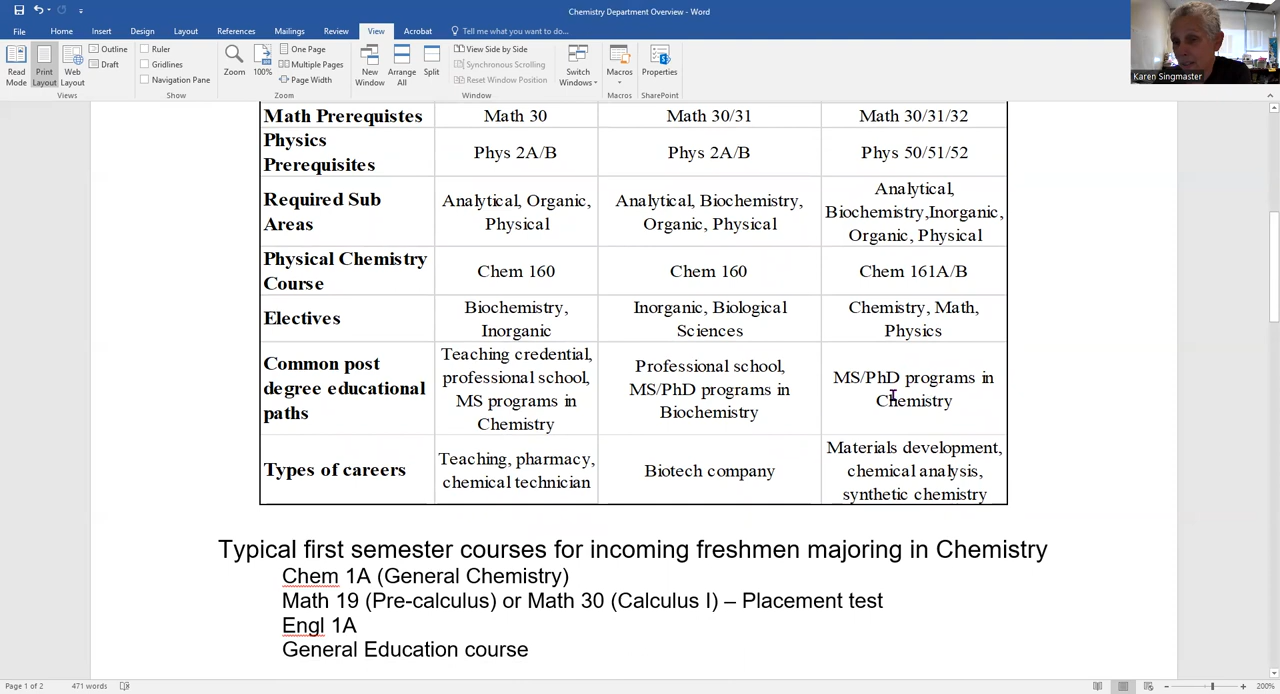 Chemistry Department Overview - Word
File Home Insert Design Layout References Mailings Review View Acrobat Tell me what you want to do...
Read Mode
Print Layout
Web Layout
Outline
Draft
Views
Ruler
Gridlines
Navigation Pane
Show
Zoom
100%
One Page
Multiple Pages
Page Width
Zoom
New Window
Arrange All
Split
View Side by Side
Synchronous Scrolling
Reset Window Position
Window
Switch Windows
Macros
Macros
Properties
SharePoint
Karen Singmaster
Math Prerequistes Math 30 Math 30/31 Math 30/31/32
Physics
Prerequisites
Phys 2A/B Phys 2A/B Phys 50/51/52
Required Sub
Areas
Analytical, Organic,
Physical
Analytical, Biochemistry,
Organic, Physical
Analytical,
Biochemistry,Inorganic,
Organic, Physical
Physical Chemistry
Course
Chem 160 Chem 160 Chem 161A/B
Electives
Biochemistry,
Inorganic
Inorganic, Biological
Sciences
Chemistry, Math,
Physics
Common post
degree educational
paths
Teaching credential,
professional school,
MS programs in
Chemistry
Professional school,
MS/PhD programs in
Biochemistry
MS/PhD programs in
Chemistry
Types of careers
Teaching, pharmacy,
chemical technician
Biotech company
Materials development,
chemical analysis,
synthetic chemistry
Typical first semester courses for incoming freshmen majoring in Chemistry
Chem 1A (General Chemistry)
Math 19 (Pre-calculus) or Math 30 (Calculus I) – Placement test
Engl 1A
General Education course
Page 1 of 2 471 words 200%